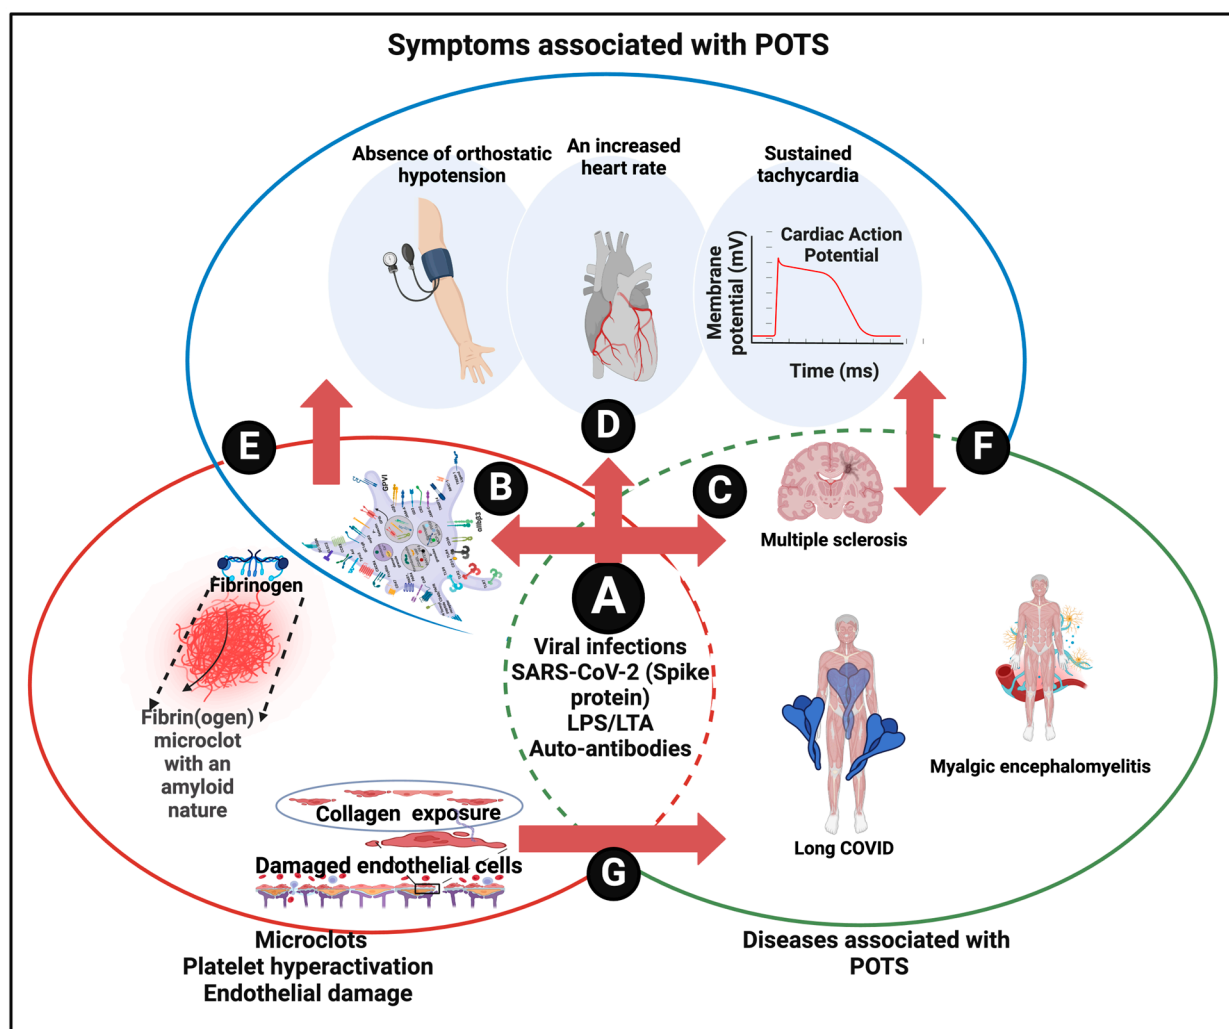 Symptoms associated with POTS
Absence of orthostatic
hypotension
An increased
heart rate
Sustained
tachycardia
Cardiac Action
Potential
Membrane
potential (mV)
Time (ms)
D
E
F
B
C
GPVI
αIIbβ3
Multiple sclerosis
A
Viral infections
SARS-CoV-2 (Spike
protein)
LPS/LTA
Auto-antibodies
Fibrinogen
Fibrin(ogen)
microclot
with an
amyloid
nature
Myalgic encephalomyelitis
Long COVID
Collagen exposure
Damaged endothelial cells
G
Microclots
Platelet hyperactivation
Endothelial damage
Diseases associated with
POTS